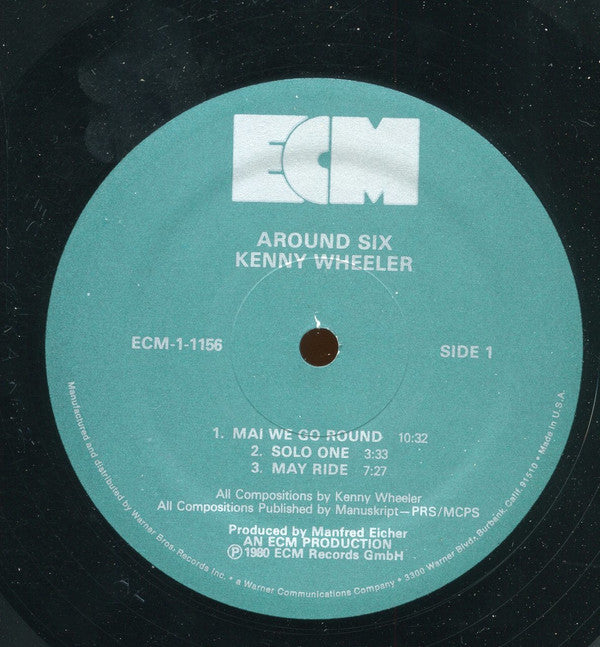 ECM
AROUND SIX
KENNY WHEELER
ECM-1-1156
SIDE 1
1. MAI WE GO ROUND 10:32
2. SOLO ONE 3:33
3. MAY RIDE 7:27
All Compositions by Kenny Wheeler
All Compositions Published by Manuskript—PRS/MCPS
Produced by Manfred Eicher
AN ECM PRODUCTION
Ⓟ 1980 ECM Records GmbH
Manufactured and distributed by Warner Bros. Records Inc. • a Warner Communications Company • 3300 Warner Blvd., Burbank, Calif. 91510 • Made in U.S.A.